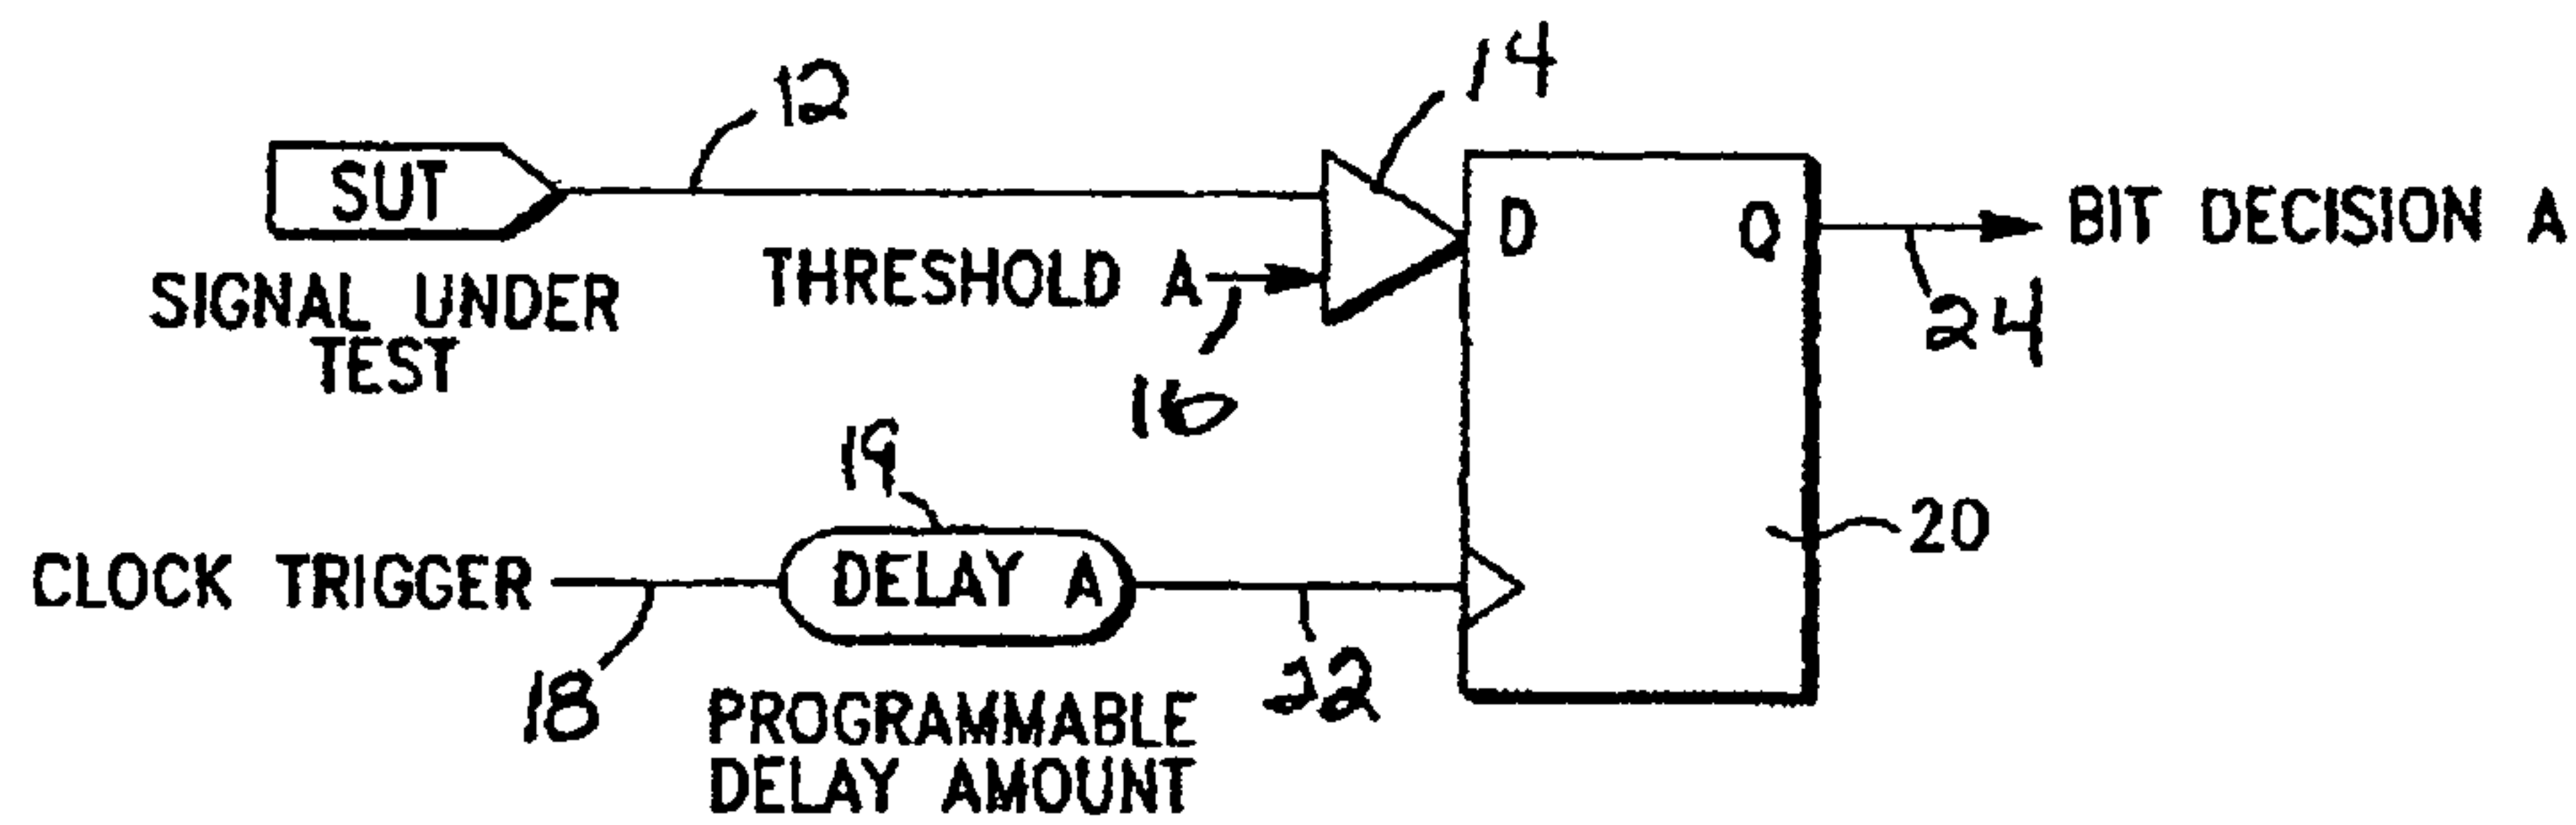 14
12
SUT
D
Q
BIT DECISION A
SIGNAL UNDER
TEST
THRESHOLD A
24
16
19
20
CLOCK TRIGGER
DELAY A
18
22
PROGRAMMABLE
DELAY AMOUNT